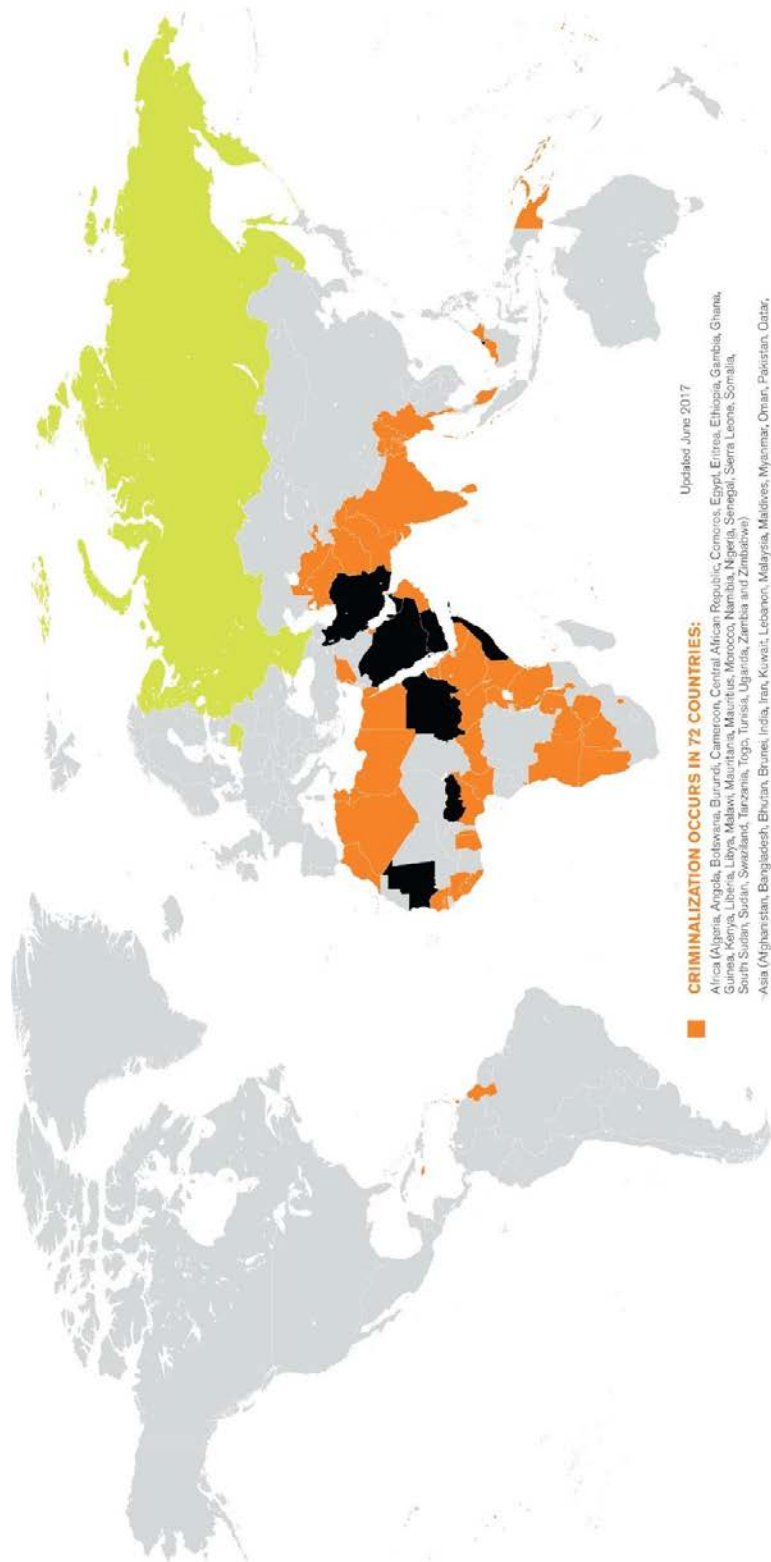 Updated June 2017
CRIMINALIZATION OCCURS IN 72 COUNTRIES:
Africa (Algeria, Angola, Botswana, Burundi, Cameroon, Central African Republic, Comoros, Egypt, Eritrea, Ethiopia, Gambia, Ghana,
Guinea, Kenya, Liberia, Libya, Malawi, Mauritania, Mauritius, Morocco, Namibia, Nigeria, Senegal, Sierra Leone, Somalia,
South Sudan, Sudan, Swaziland, Tanzania, Togo, Tunisia, Uganda, Zambia and Zimbabwe)
Asia (Afghanistan, Bangladesh, Bhutan, Brunei, India, Iran, Kuwait, Lebanon, Malaysia, Maldives, Myanmar, Oman, Pakistan, Qatar,